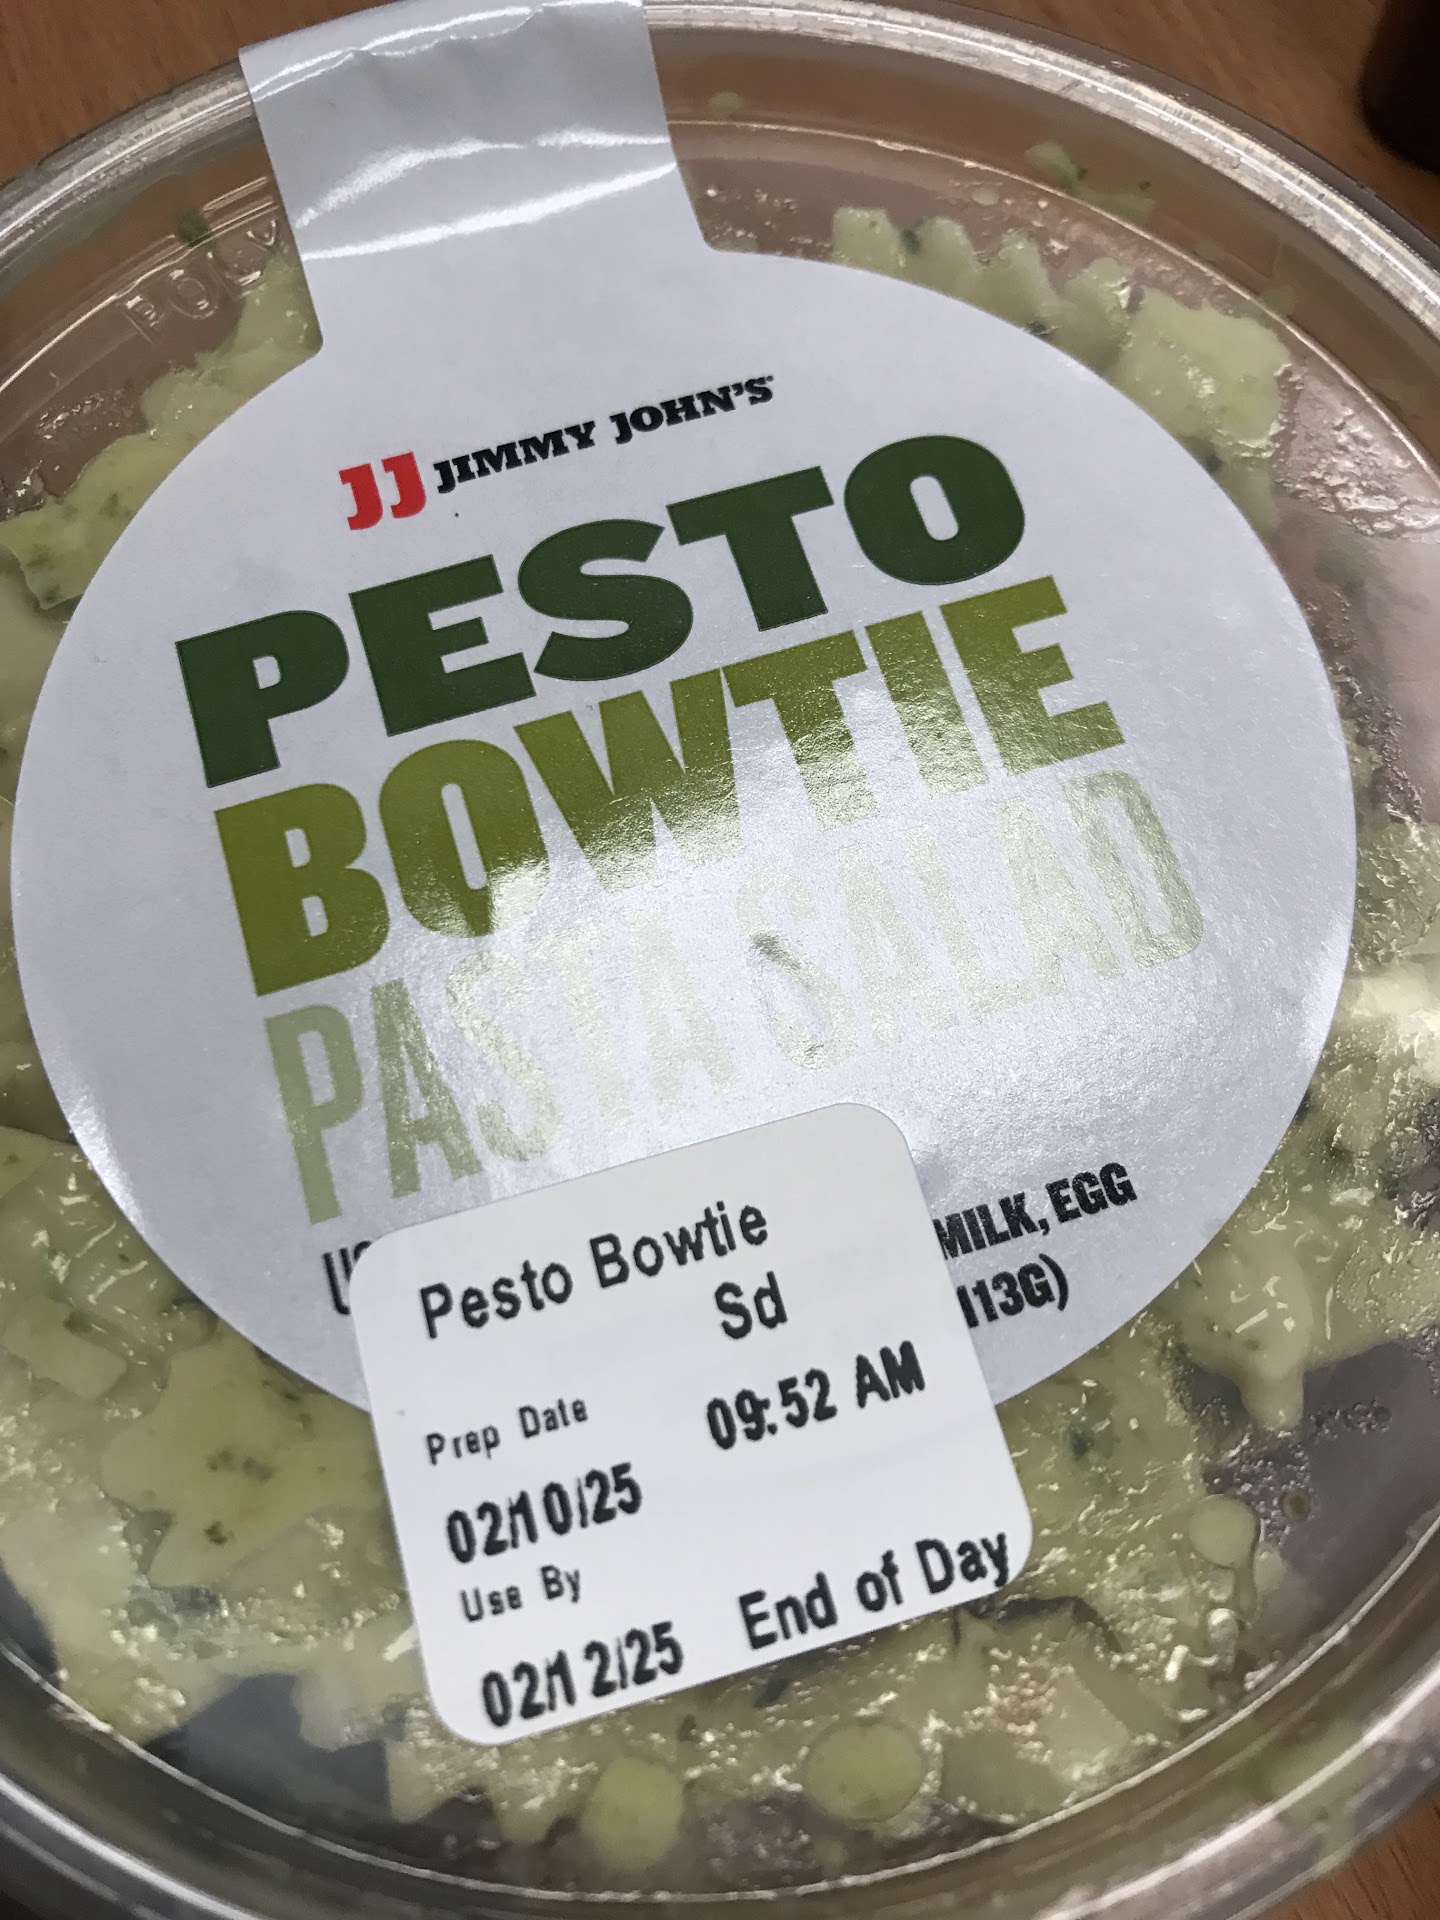 POLY
JJ JIMMY JOHN'S
PESTO
BOWTIE
PASTA SALAD
MILK, EGG
113G)
Pesto Bowtie
Sd
Prep Date
09:52 AM
02/10/25
Use By
02/12/25 End of Day